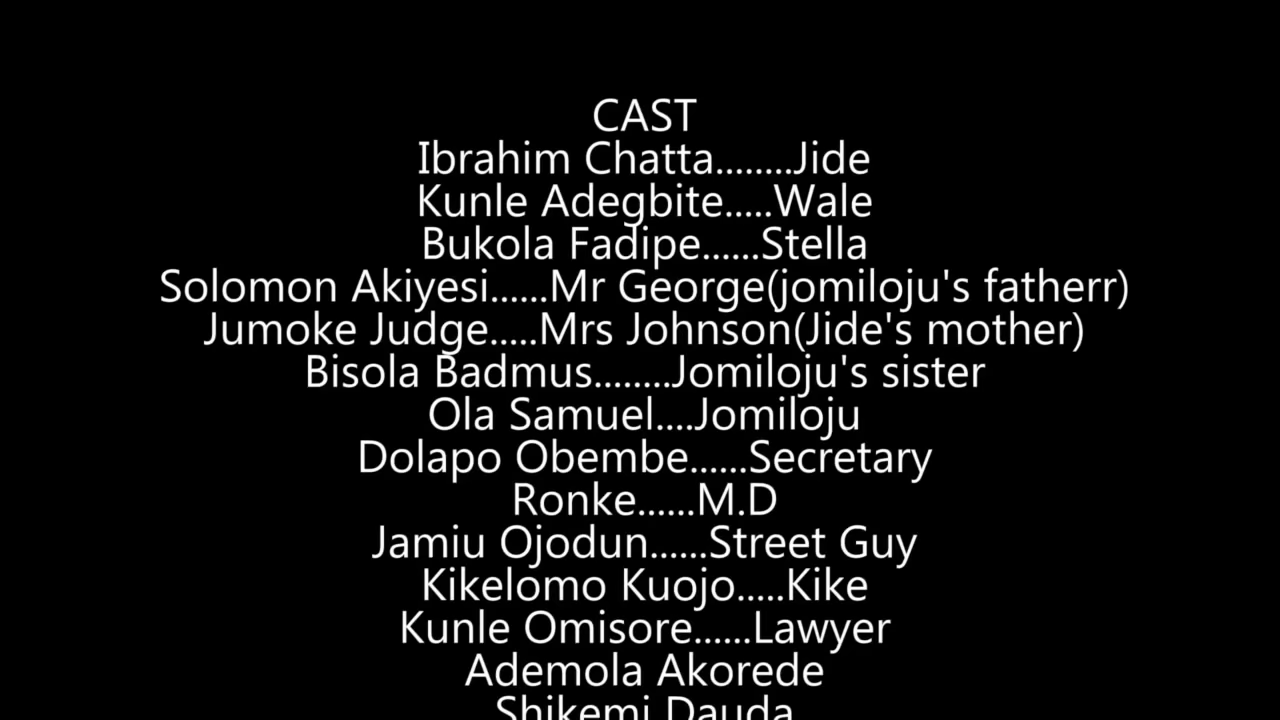 CAST
Ibrahim Chatta........Jide
Kunle Adegbite.....Wale
Bukola Fadipe......Stella
Solomon Akiyesi......Mr George(jomiloju's fatherr)
Jumoke Judge.....Mrs Johnson(Jide's mother)
Bisola Badmus........Jomiloju's sister
Ola Samuel....Jomiloju
Dolapo Obembe......Secretary
Ronke......M.D
Jamiu Ojodun......Street Guy
Kikelomo Kuojo.....Kike
Kunle Omisore......Lawyer
Ademola Akorede
Shikemi Dauda